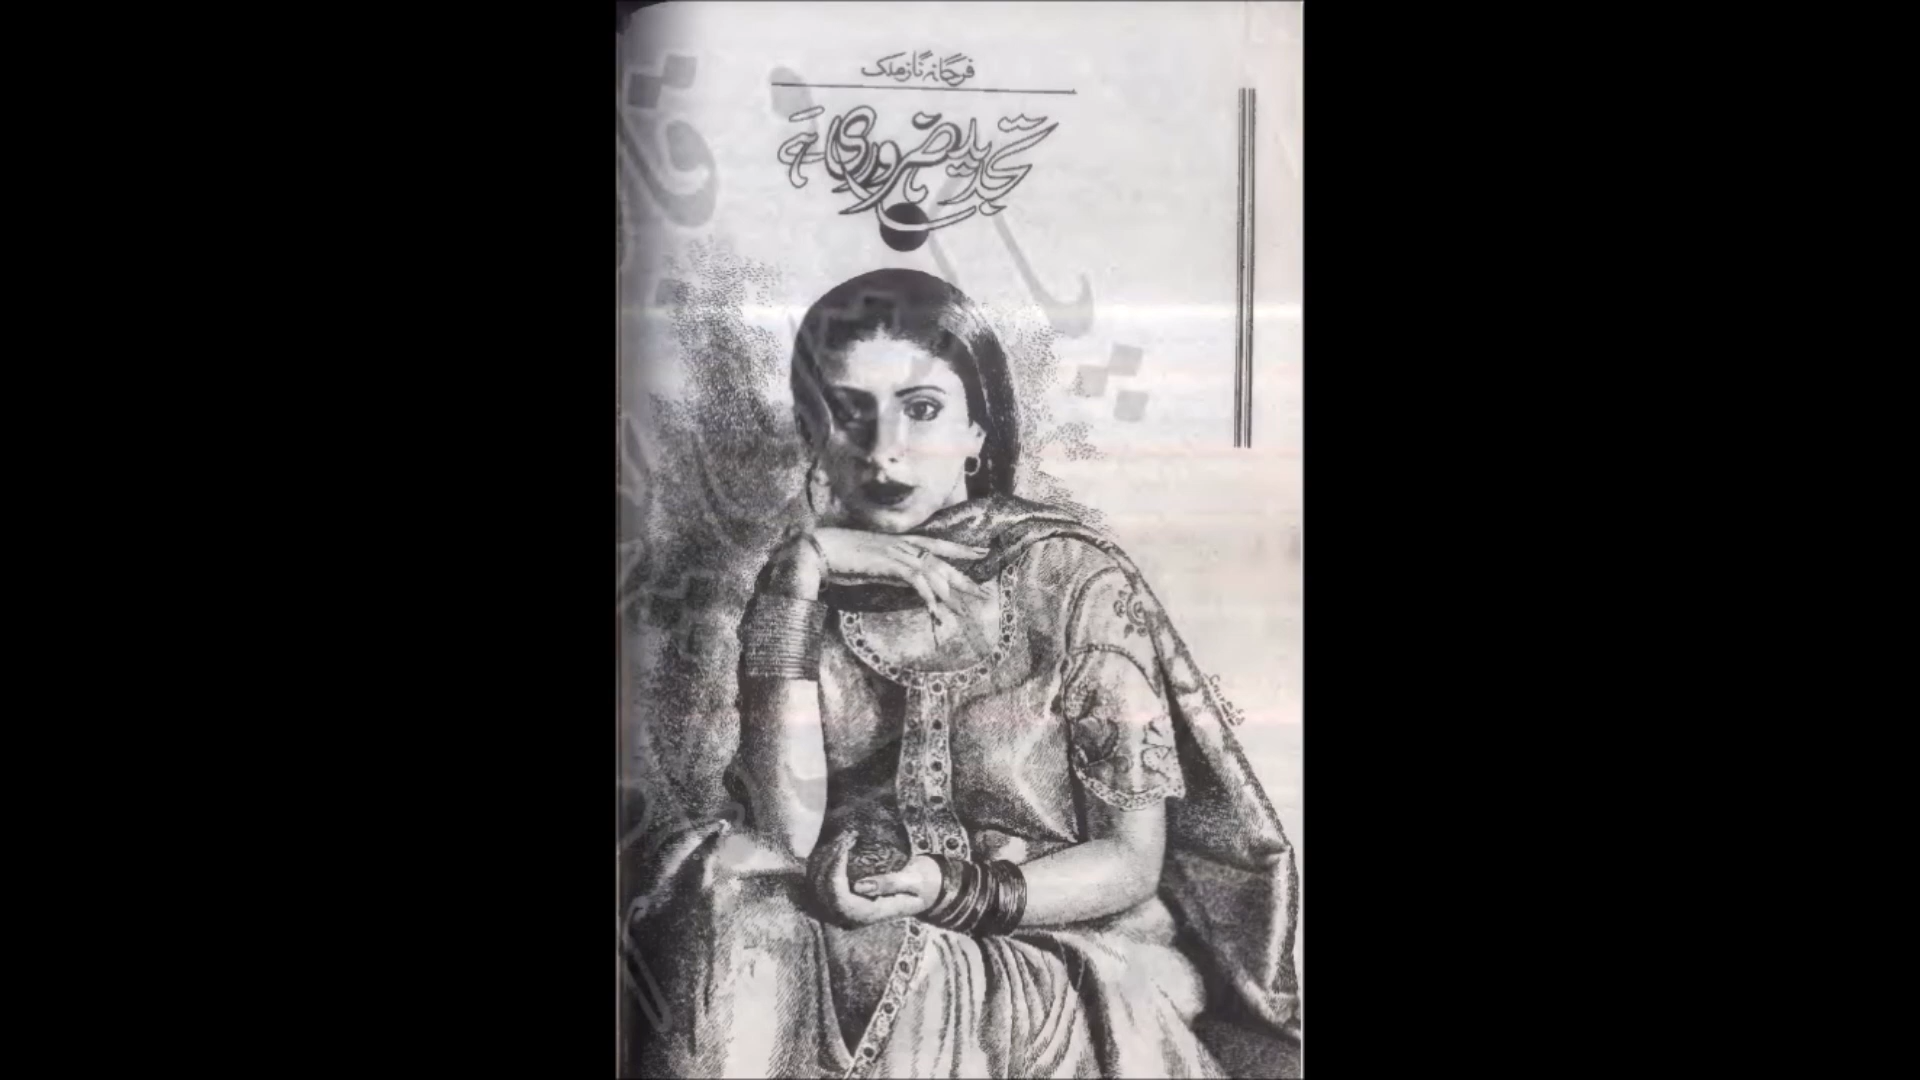 فرحانہ ناز ملک
تجدید ضروری ہے